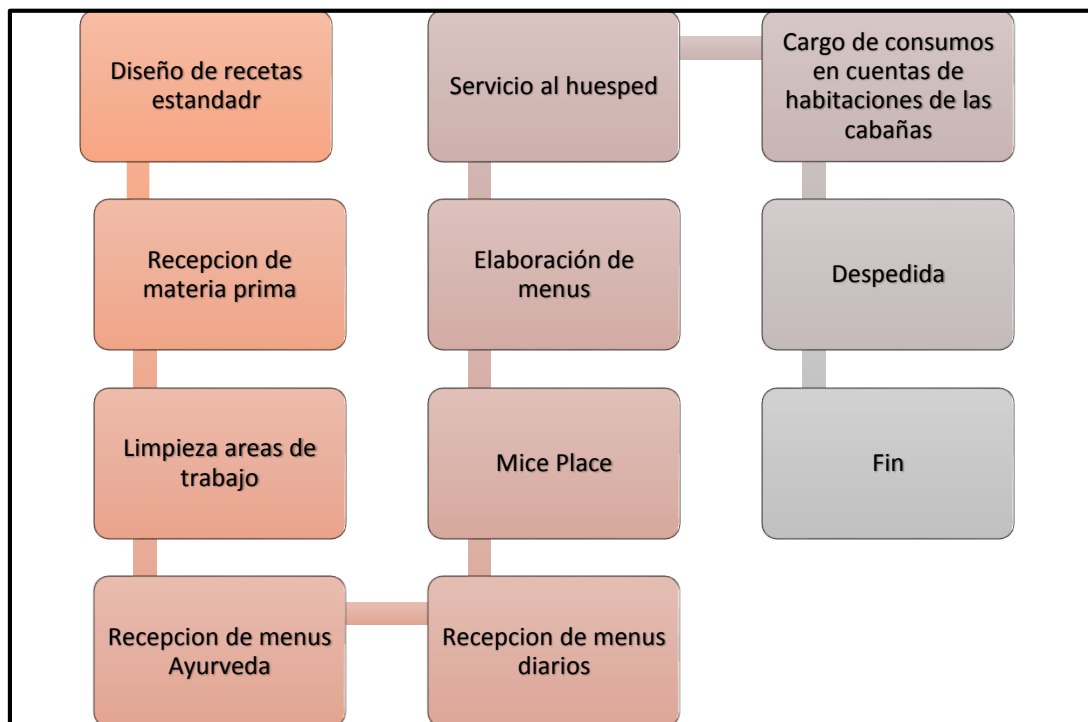 Diseño de recetas
estandadr
Recepcion de
materia prima
Limpieza areas de
trabajo
Recepcion de menus
Ayurveda
Recepcion de menus
diarios
Mice Place
Elaboración de
menus
Servicio al huesped
Cargo de consumos
en cuentas de
habitaciones de las
cabañas
Despedida
Fin